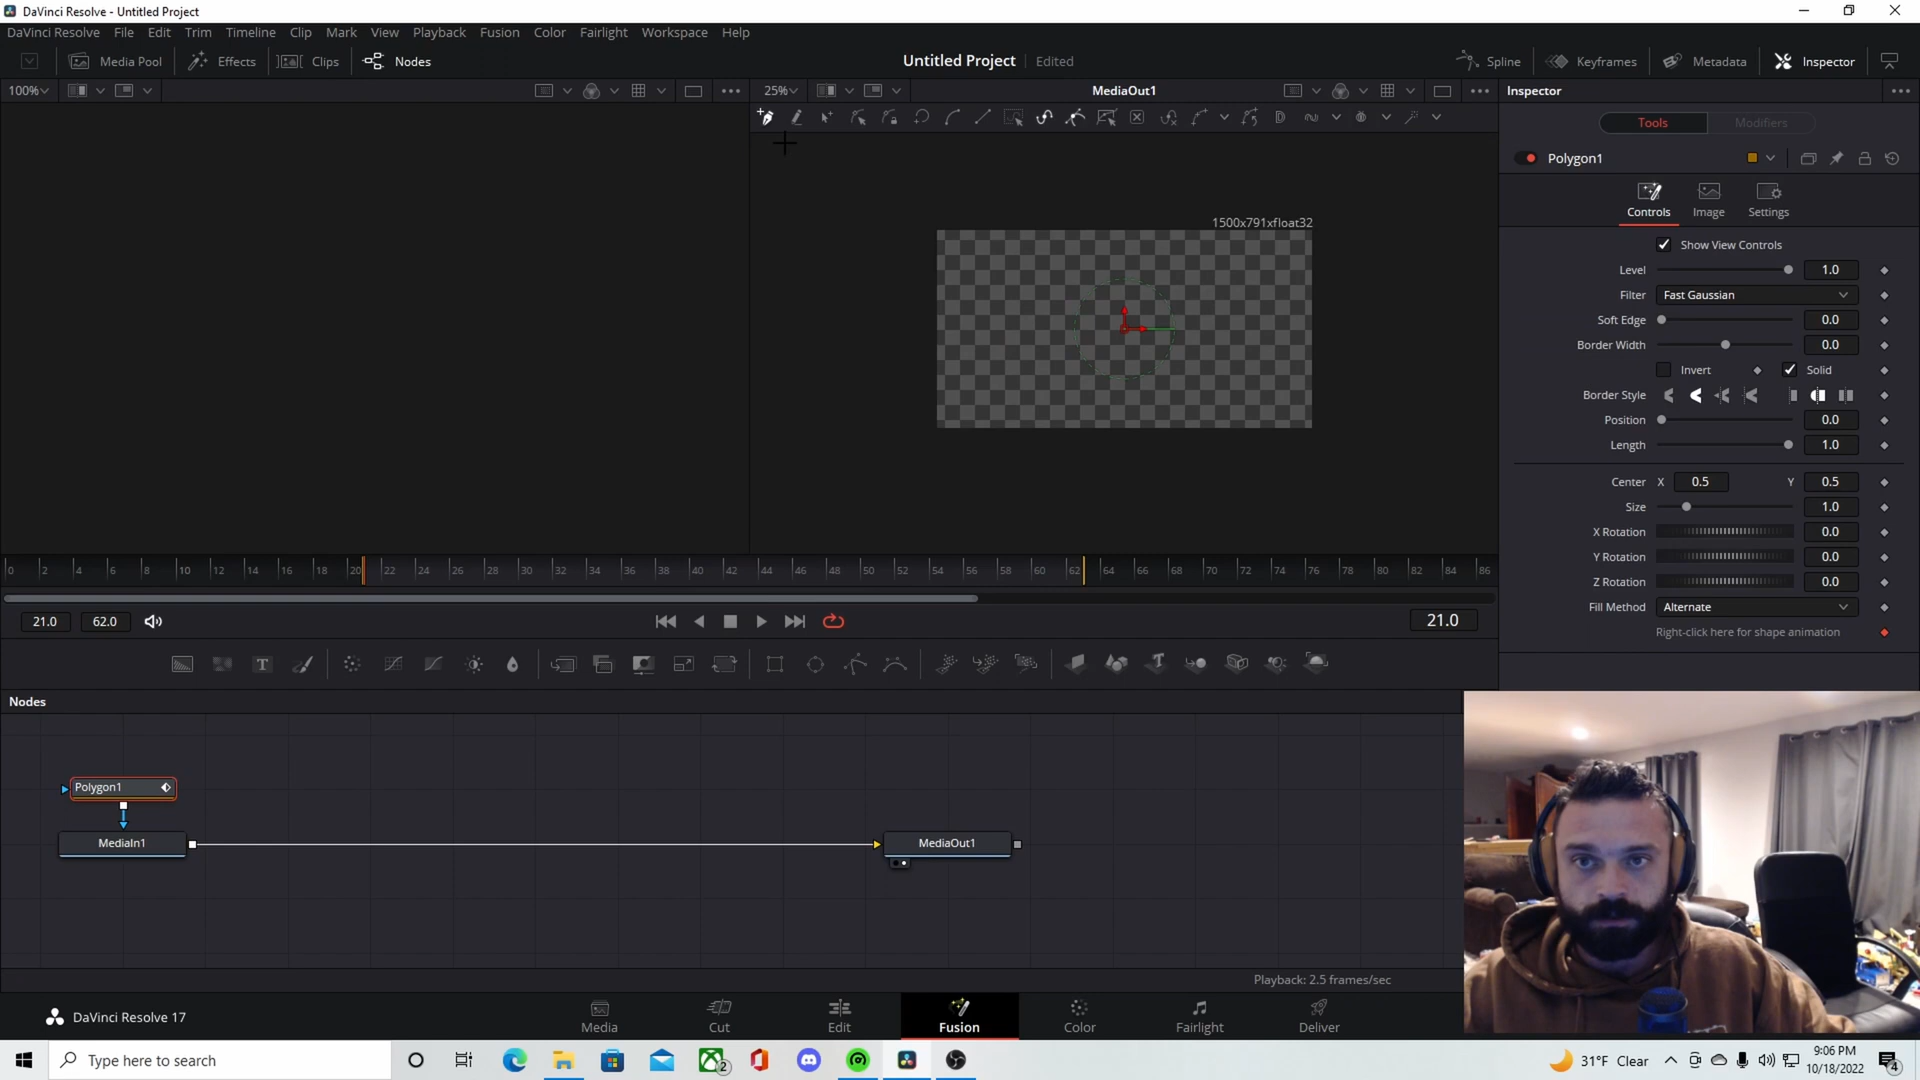 DaVinci Resolve - Untitled Project
DaVinci Resolve File Edit Trim Timeline Clip Mark View Playback Fusion Color Fairlight Workspace Help
Media Pool Effects Clips Nodes Untitled Project Edited Spline Keyframes Metadata Inspector
100% 25% MediaOut1 Inspector
Tools Modifiers
Polygon1
Controls Image Settings
1500x791xfloat32
Show View Controls
Level 1.0
Filter Fast Gaussian
Soft Edge 0.0
Border Width 0.0
Invert Solid
Border Style
Position 0.0
Length 1.0
Center X 0.5 Y 0.5
Size 1.0
X Rotation 0.0
Y Rotation 0.0
Z Rotation 0.0
Fill Method Alternate
Right-click here for shape animation
0 2 4 6 8 10 12 14 16 18 20 22 24 26 28 30 32 34 36 38 40 42 44 46 48 50 52 54 56 58 60 62 64 66 68 70 72 74 76 78 80 82 84 86
21.0 62.0 21.0
T
Nodes
Polygon1
MediaIn1 MediaOut1
Playback: 2.5 frames/sec
DaVinci Resolve 17 Media Cut Edit Fusion Color Fairlight Deliver
Type here to search 2 31°F Clear 9:06 PM
10/18/2022 4